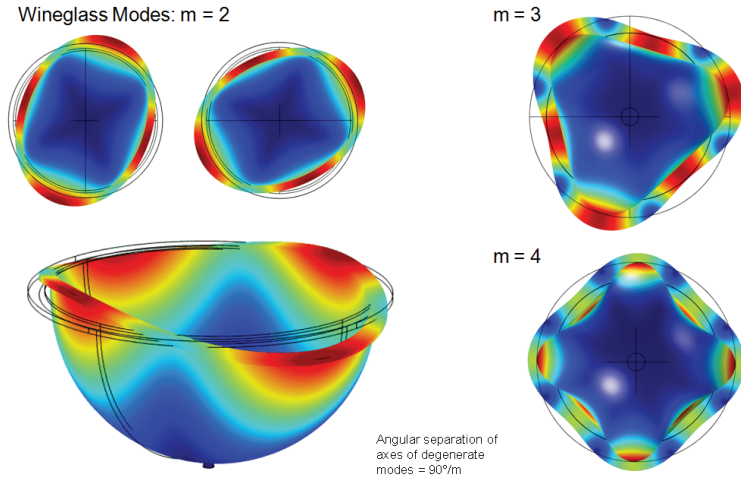 Wineglass Modes: m = 2
m = 3
m = 4
Angular separation of
axes of degenerate
modes = 90°/m